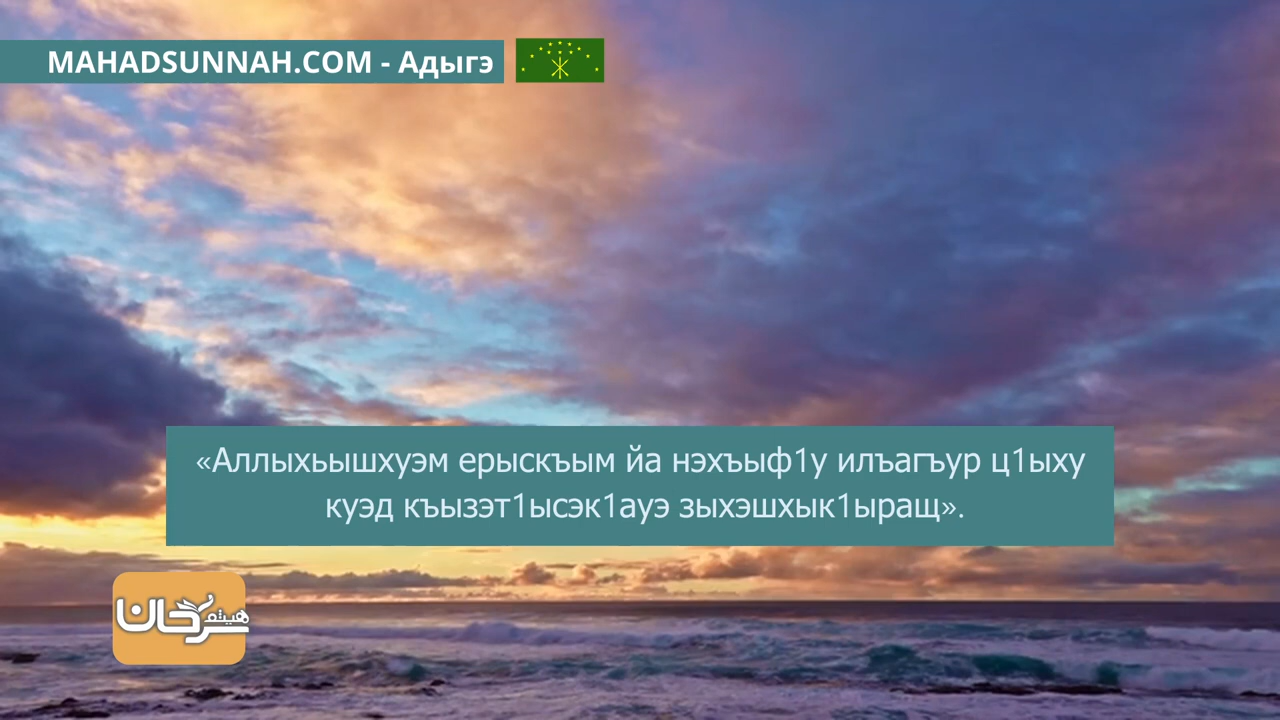 MAHADSUNNAH.COM - Адыгэ
«Аллыхьышхуэм ерыскъым йа нэхъыф1у илъагъур ц1ыху
куэд къызэт1ысэк1ауэ зыхэшхык1ыращ».